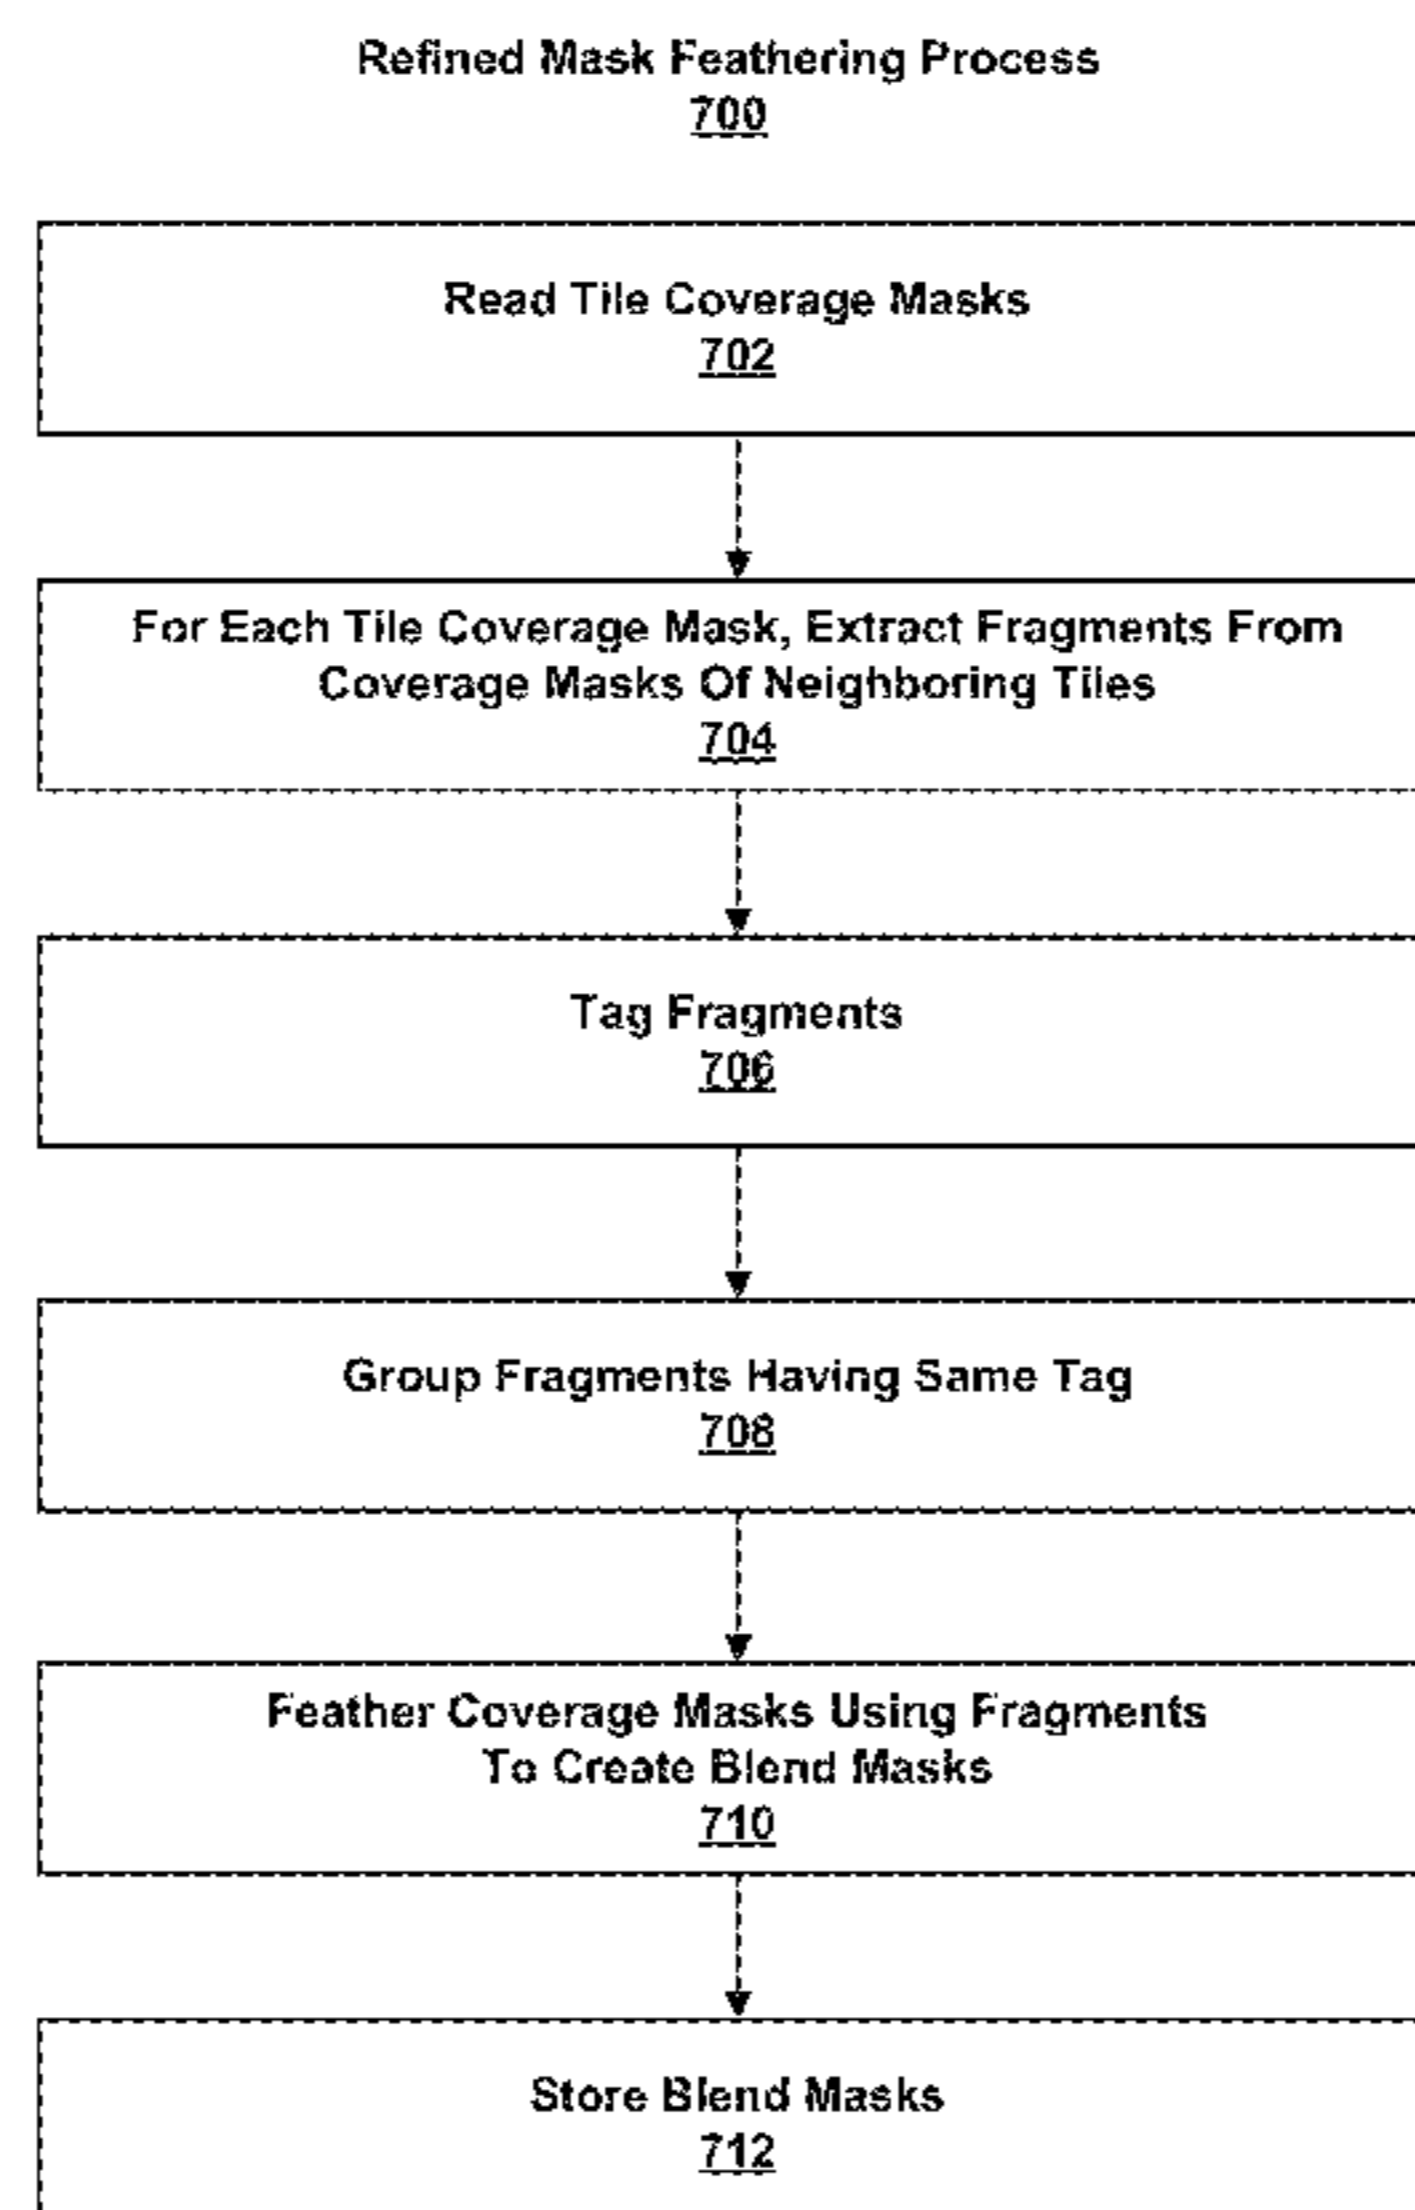 Refined Mask Feathering Process
700
Read Tile Coverage Masks
702
For Each Tile Coverage Mask, Extract Fragments From
Coverage Masks Of Neighboring Tiles
704
Tag Fragments
706
Group Fragments Having Same Tag
708
Feather Coverage Masks Using Fragments
To Create Blend Masks
710
Store Blend Masks
712